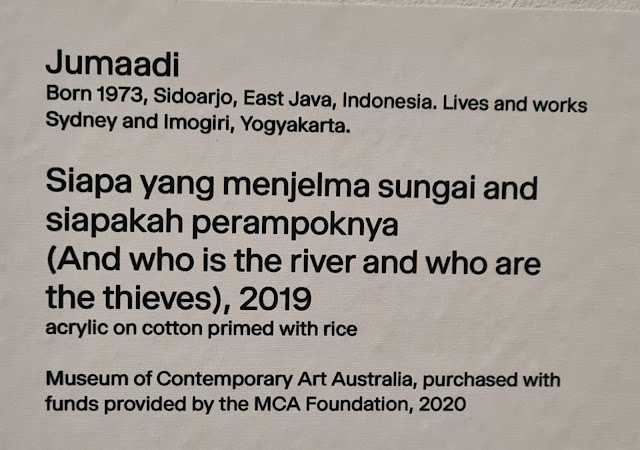 Jumaadi
Born 1973, Sidoarjo, East Java, Indonesia. Lives and works
Sydney and Imogiri, Yogyakarta.
Siapa yang menjelma sungai and
siapakah perampoknya
(And who is the river and who are
the thieves), 2019
acrylic on cotton primed with rice
Museum of Contemporary Art Australia, purchased with
funds provided by the MCA Foundation, 2020